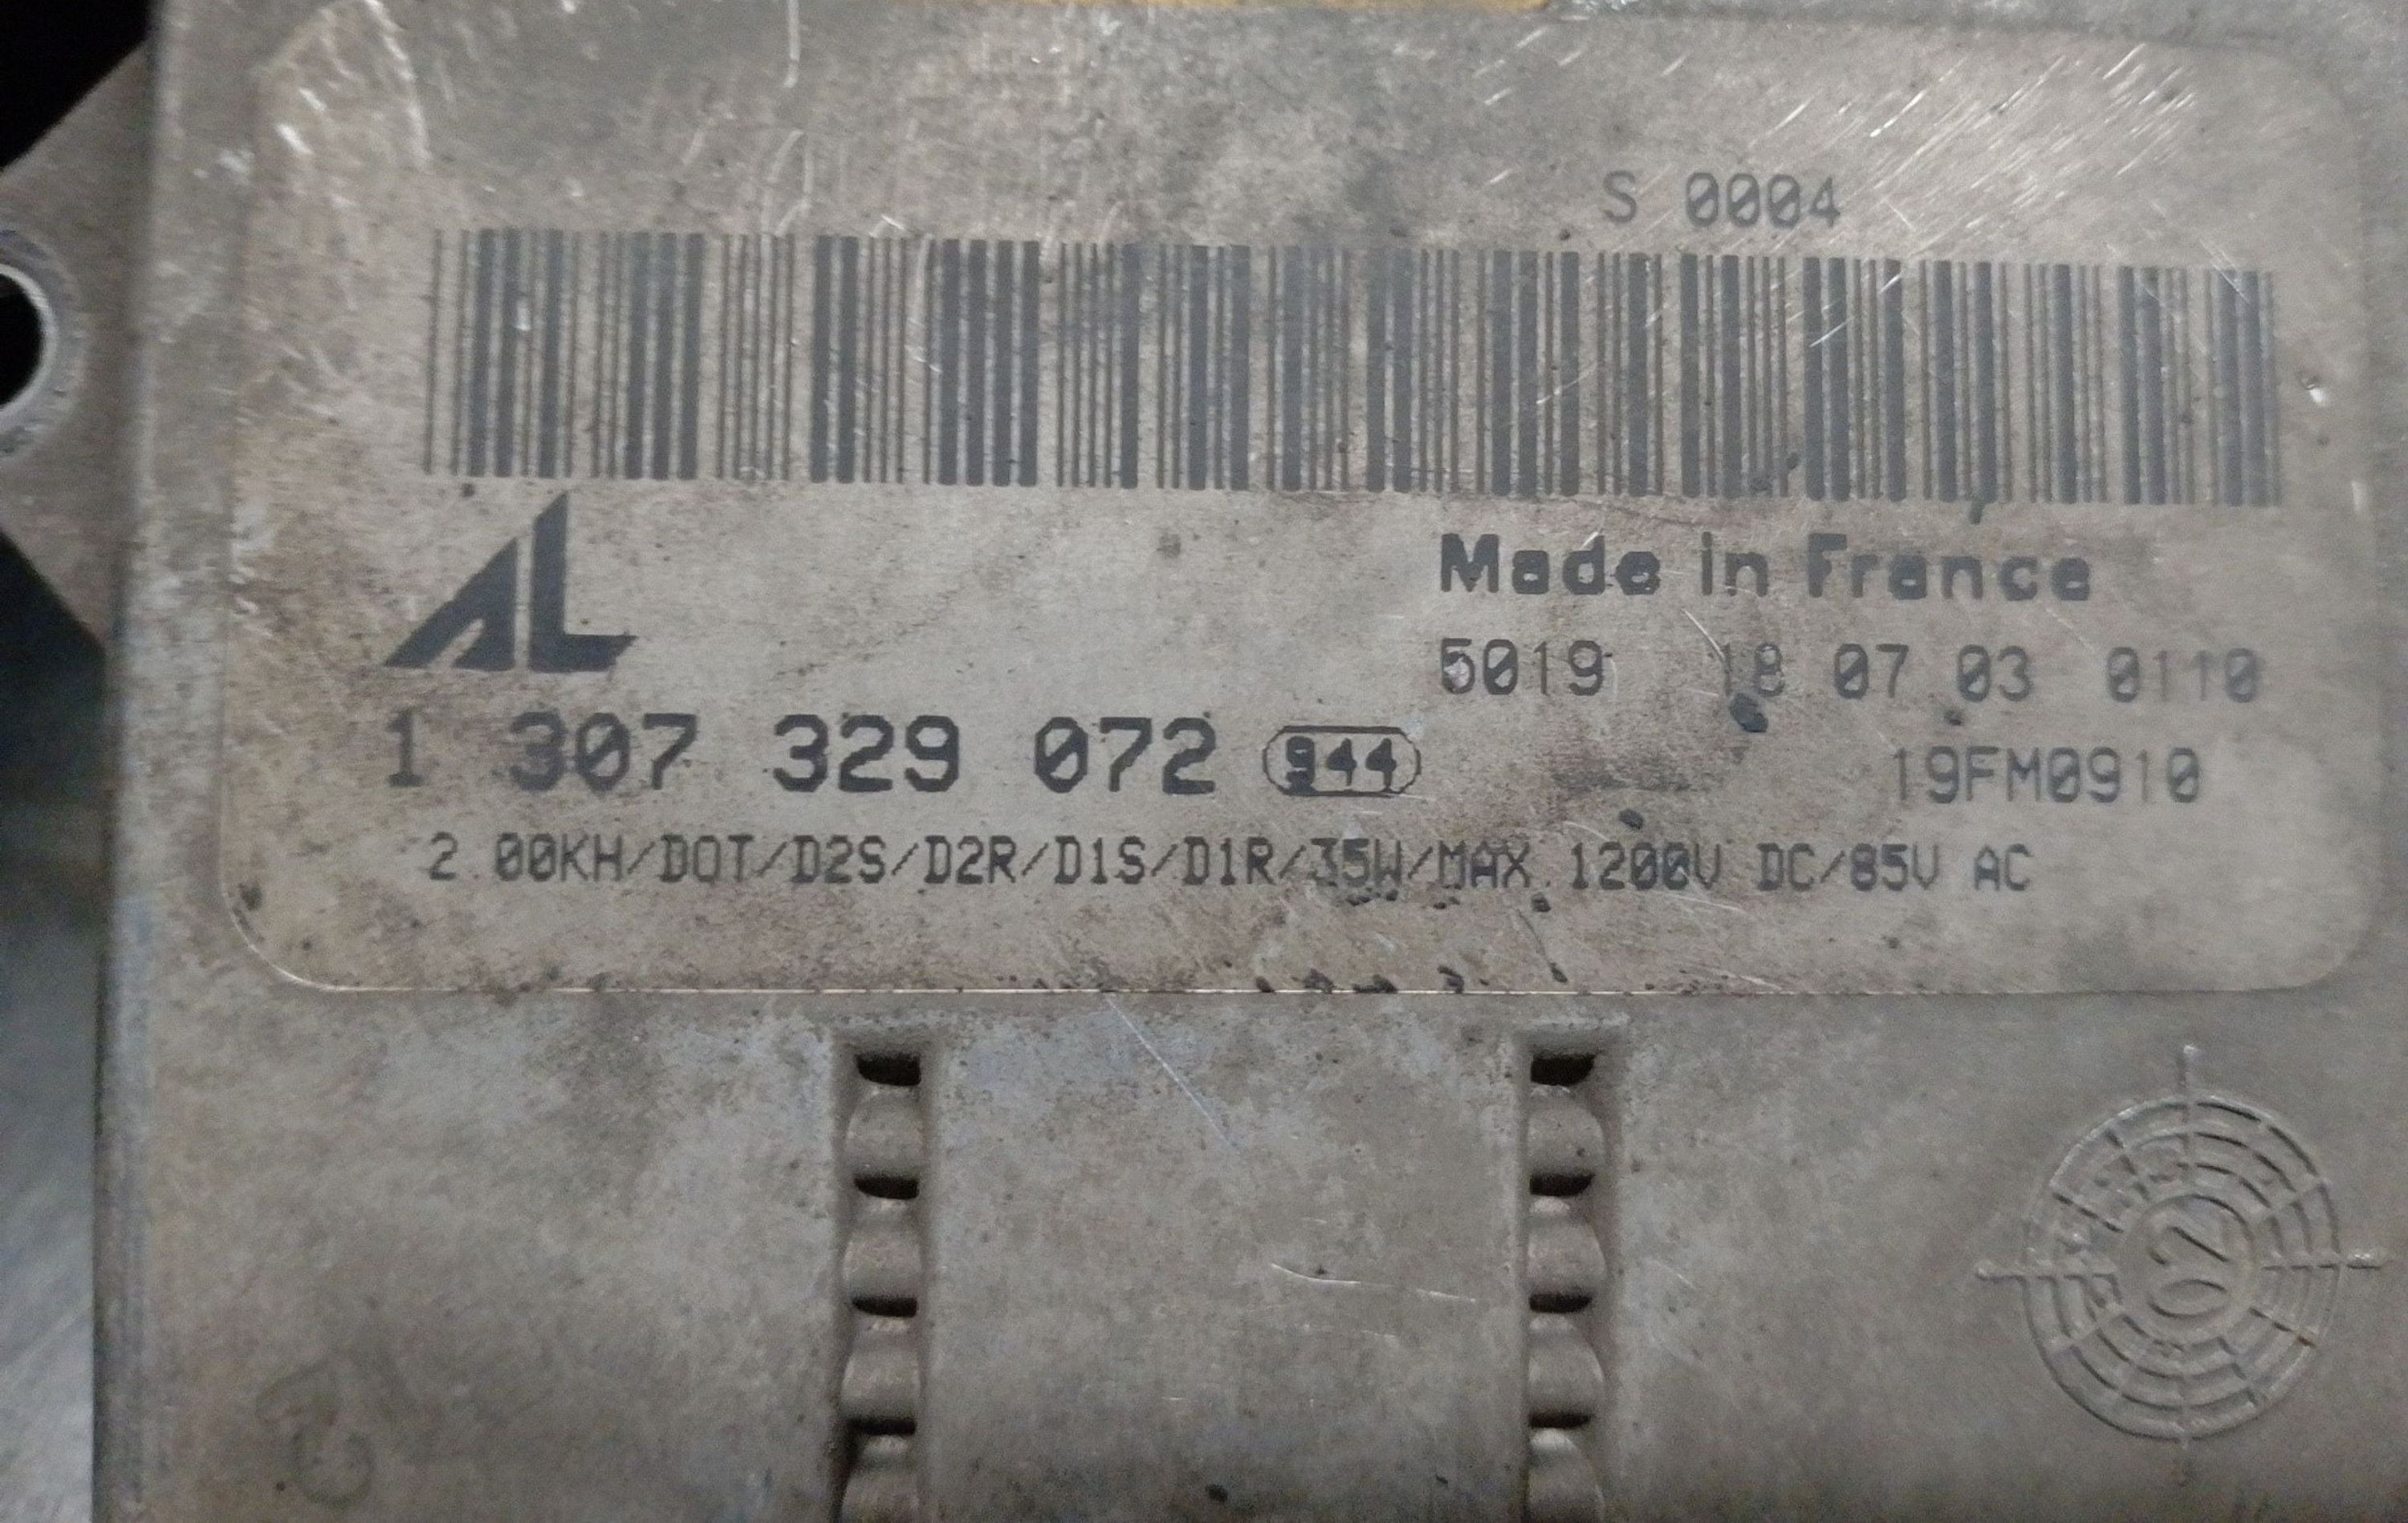 S 0004
AL
Made in France
5019 18 07 03 0110
1 307 329 072 944
19FM0910
2.00KH/DOT/D2S/D2R/D1S/D1R/35W/MAX.1200V DC/85V AC
02